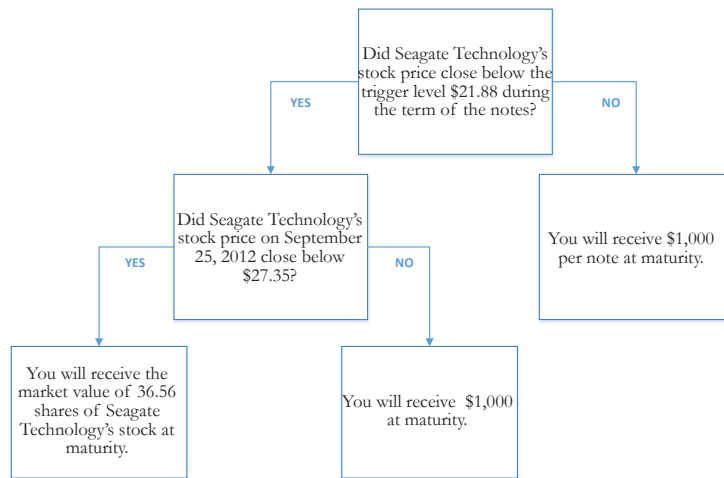 Did Seagate Technology's
stock price close below the
trigger level $21.88 during
the term of the notes?
YES
NO
Did Seagate Technology's
stock price on September
25, 2012 close below
$27.35?
You will receive $1,000
per note at maturity.
YES
NO
You will receive the
market value of 36.56
shares of Seagate
Technology's stock at
maturity.
You will receive $1,000
at maturity.